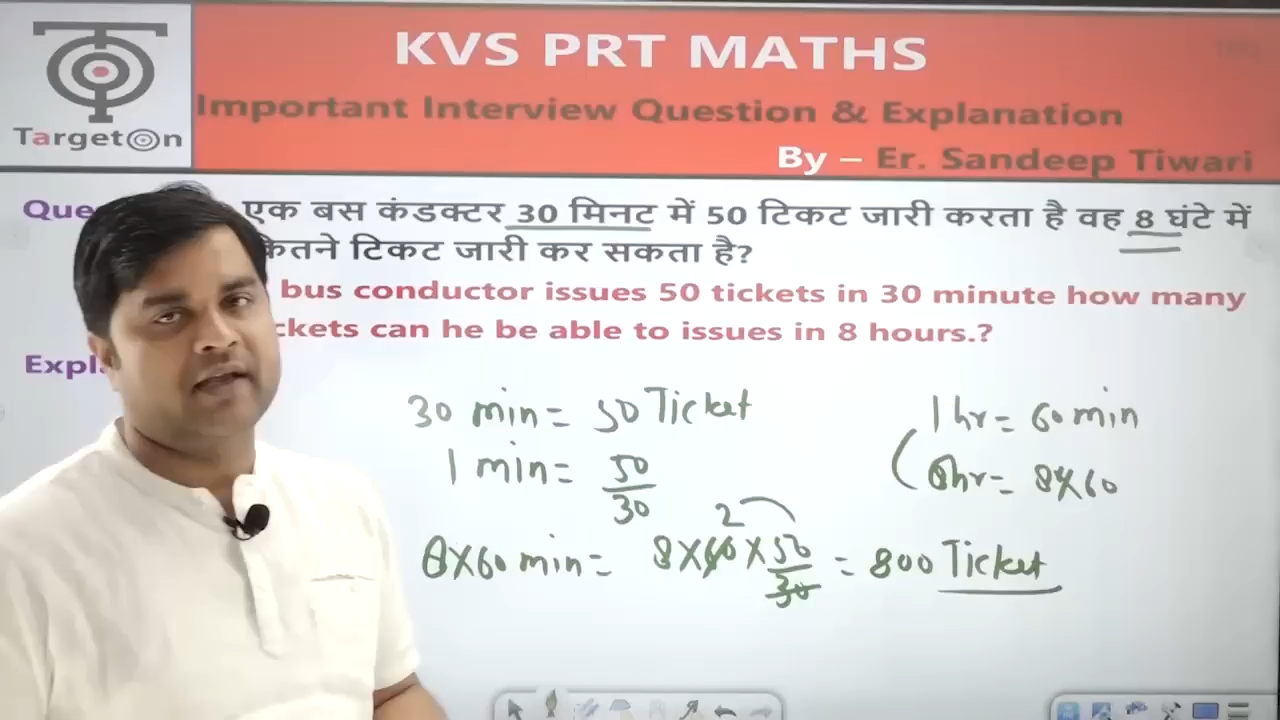 KVS PRT MATHS
Important Interview Question & Explanation
TargetOn
By – Er. Sandeep Tiwari
Que
एक बस कंडक्टर 30 मिनट में 50 टिकट जारी करता है वह 8 घंटे में
कितने टिकट जारी कर सकता है?
bus conductor issues 50 tickets in 30 minute how many
ckets can he be able to issues in 8 hours.?
Expl
30 min = 50 Ticket
1 hr = 60 min
1 min = 50/30
8hr = 8×60
2
8×60 min = 8×60×50/30 = 800 Ticket